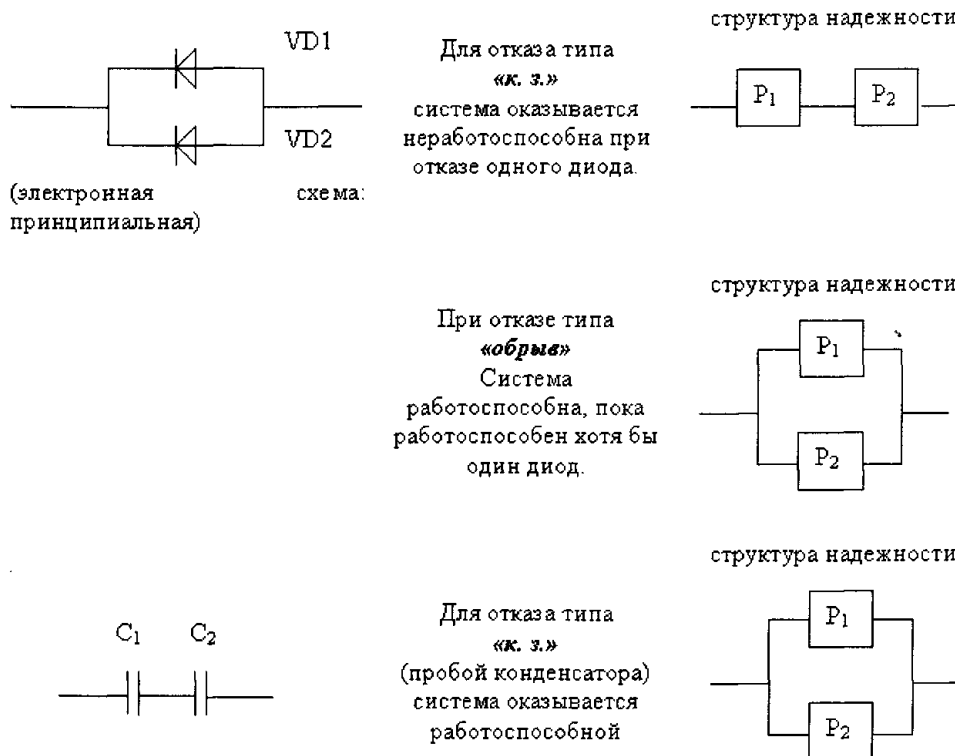 VD1
VD2
(электронная схема:
принципиальная)
Для отказа типа
«к. з.»
система оказывается
неработоспособна при
отказе одного диода.
структура надежности
P1
P2
При отказе типа
«обрыв»
Система
работоспособна, пока
работоспособен хотя бы
один диод.
структура надежности
P1
P2
C1 C2
Для отказа типа
«к. з.»
(пробой конденсатора)
система оказывается
работоспособной
структура надежности
P1
P2